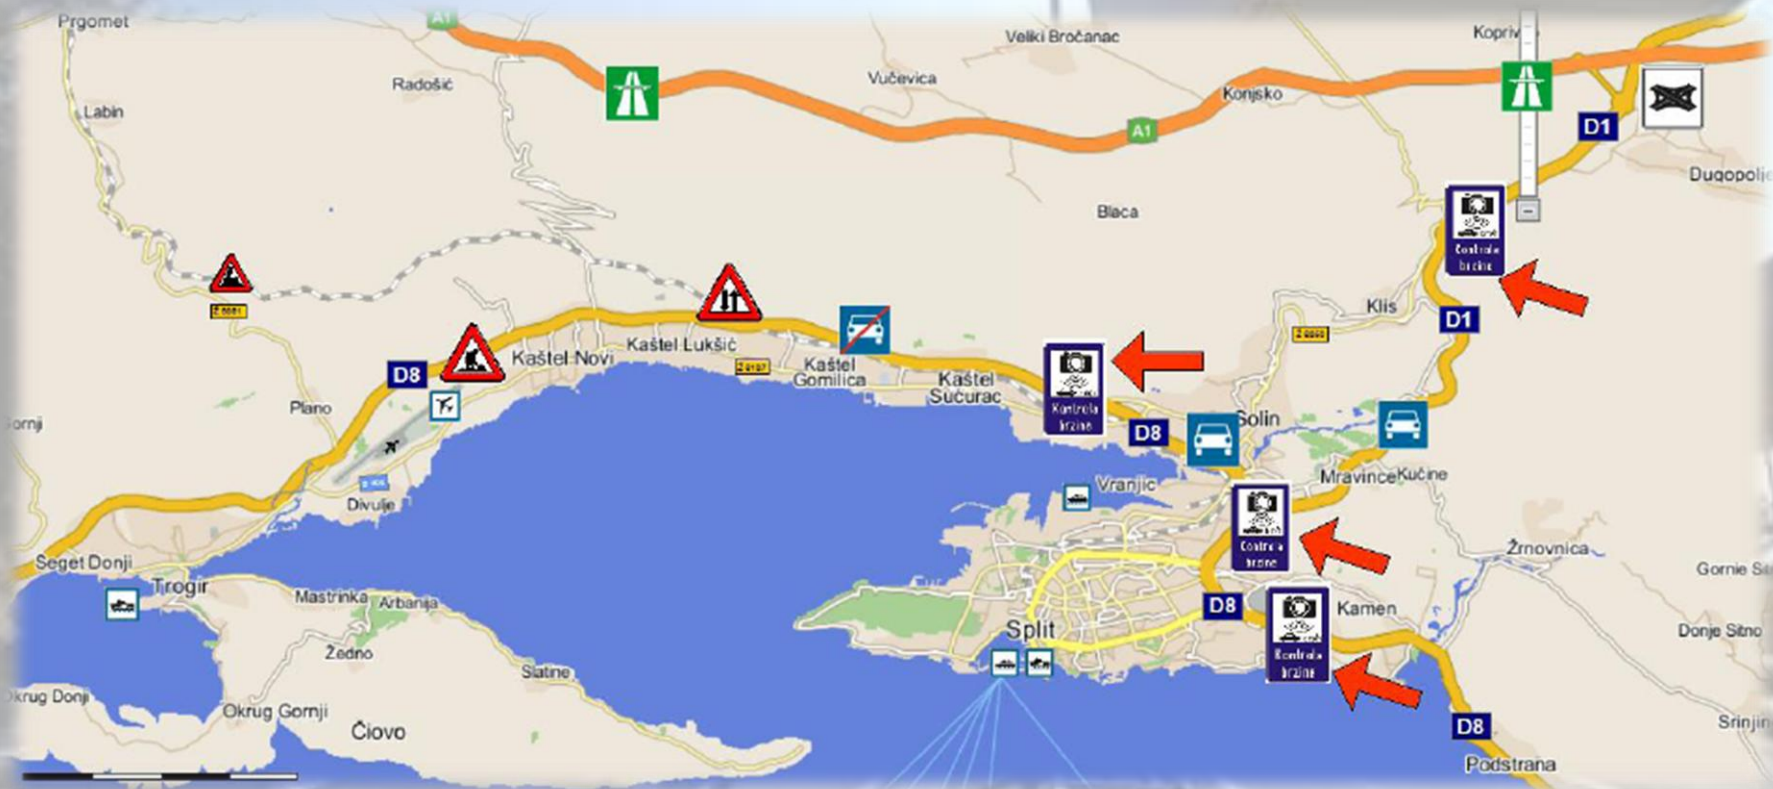 Prgomet
A1
Veliki Bročanac
Kopriv
Radošić
Vučevica
Konjsko
Labin
A1
D1
Dugopolje
Blaca
Kontrola
brzine
Klis
D1
Kaštel Lukšić
Kaštel Novi
D8
Kaštel
Gomilica
Kaštel
Sućurac
Kontrola
brzine
Plano
Solin
D8
Mravince
Kučine
Vranjic
Divulje
Kontrola
brzine
Žrnovnica
Seget Donji
Trogir
Mastrinka
Arbanija
Gornie
D8
Kamen
Split
Kontrola
brzine
Donje Sitno
Žedno
Slatine
Okrug Donji
Okrug Gornji
Čiovo
D8
Srinjin
Podstrana